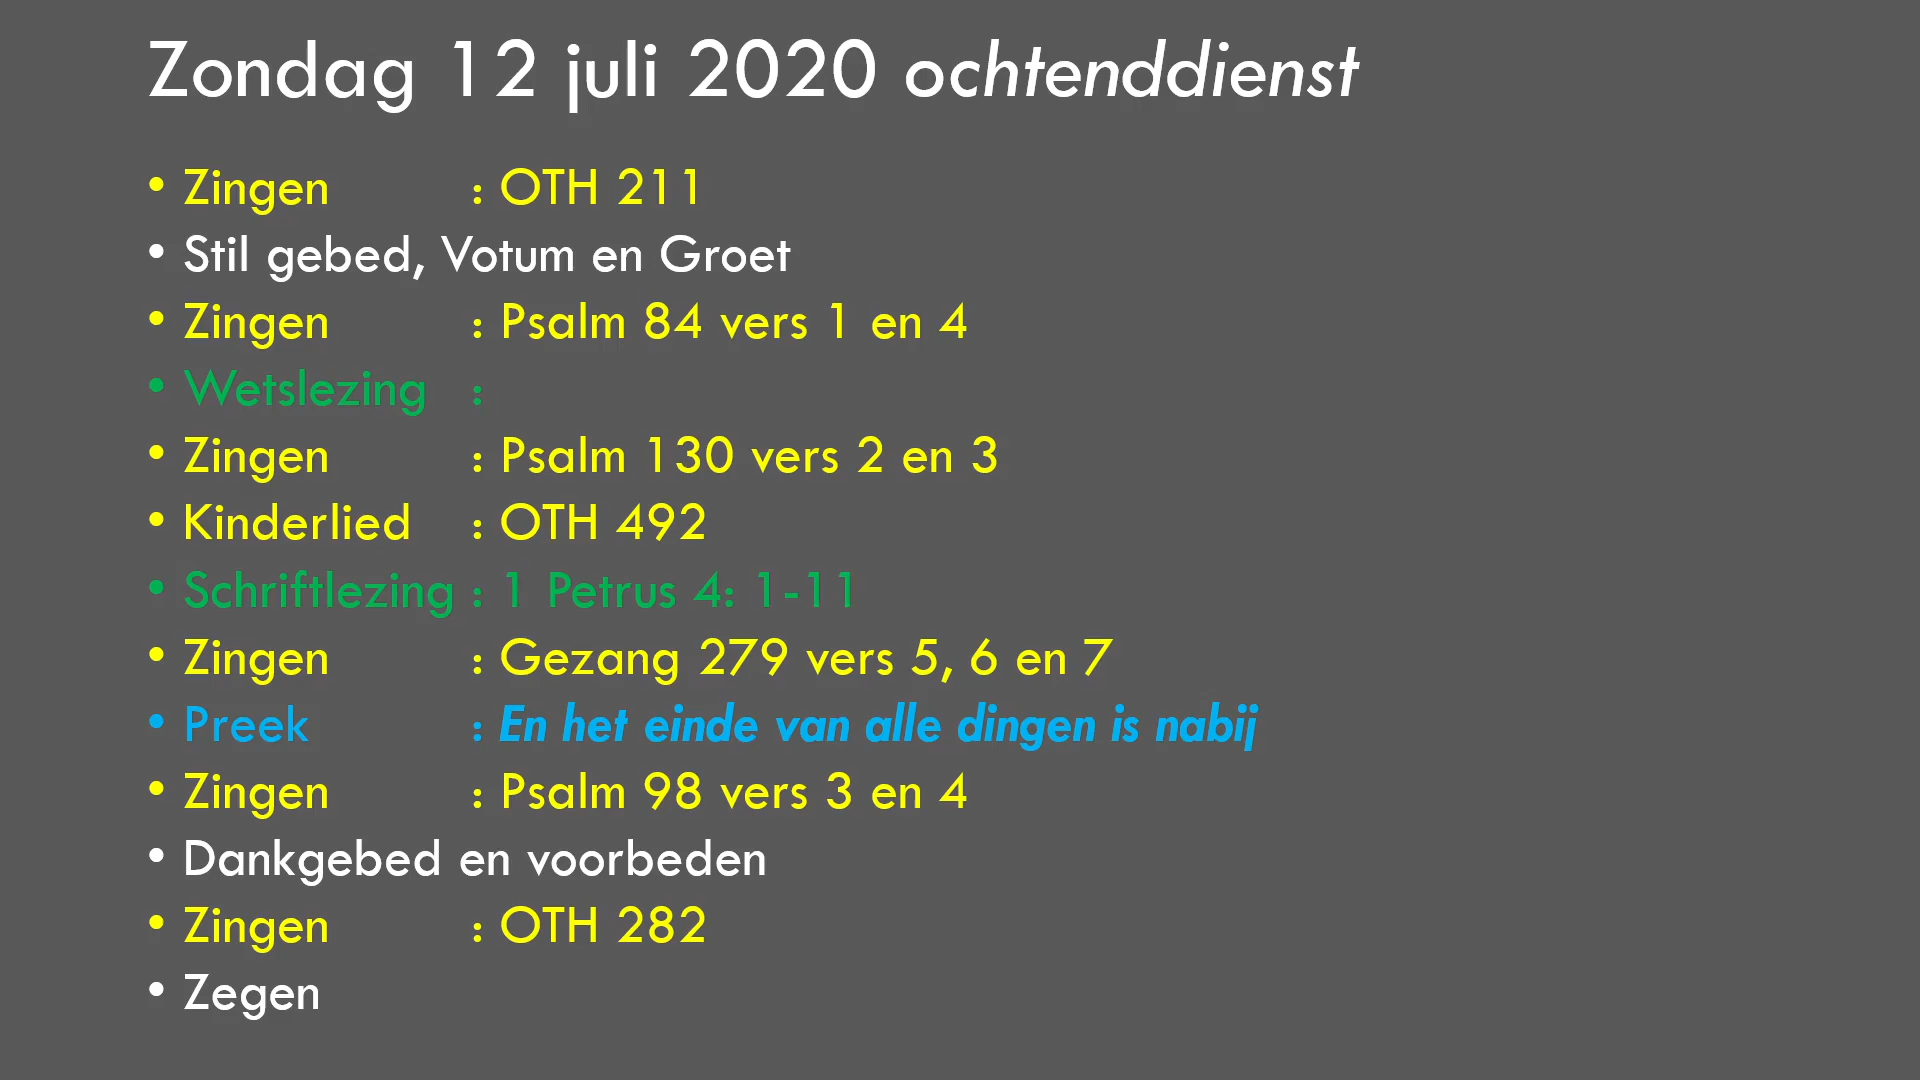 Zondag 12 juli 2020 ochtenddienst
• Zingen : OTH 211
• Stil gebed, Votum en Groet
• Zingen : Psalm 84 vers 1 en 4
• Wetslezing :
• Zingen : Psalm 130 vers 2 en 3
• Kinderlied : OTH 492
• Schriftlezing : 1 Petrus 4: 1-11
• Zingen : Gezang 279 vers 5, 6 en 7
• Preek : En het einde van alle dingen is nabij
• Zingen : Psalm 98 vers 3 en 4
• Dankgebed en voorbeden
• Zingen : OTH 282
• Zegen